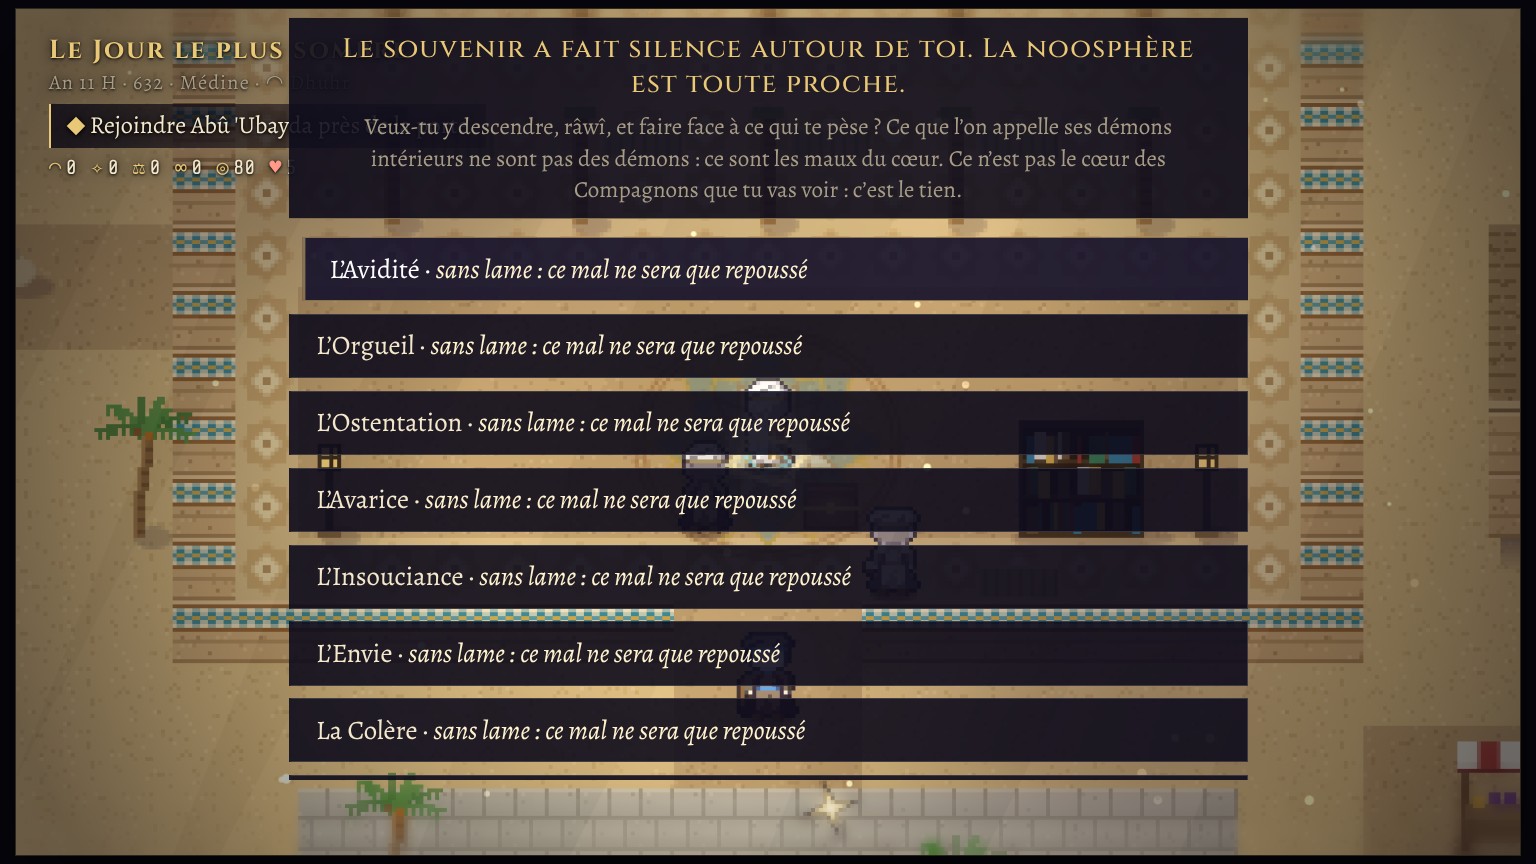 Le Jour le plus som
An 11 H · 632 · Médine · Dhuhr
◆ Rejoindre Abû 'Ubayda près
0 0 0 ∞0 80 ♥5
Le souvenir a fait silence autour de toi. La noosphère
est toute proche.
Veux-tu y descendre, râwî, et faire face à ce qui te pèse ? Ce que l’on appelle ses démons
intérieurs ne sont pas des démons : ce sont les maux du cœur. Ce n’est pas le cœur des
Compagnons que tu vas voir : c’est le tien.
L’Avidité · sans lame : ce mal ne sera que repoussé
L’Orgueil · sans lame : ce mal ne sera que repoussé
L’Ostentation · sans lame : ce mal ne sera que repoussé
L’Avarice · sans lame : ce mal ne sera que repoussé
L’Insouciance · sans lame : ce mal ne sera que repoussé
L’Envie · sans lame : ce mal ne sera que repoussé
La Colère · sans lame : ce mal ne sera que repoussé